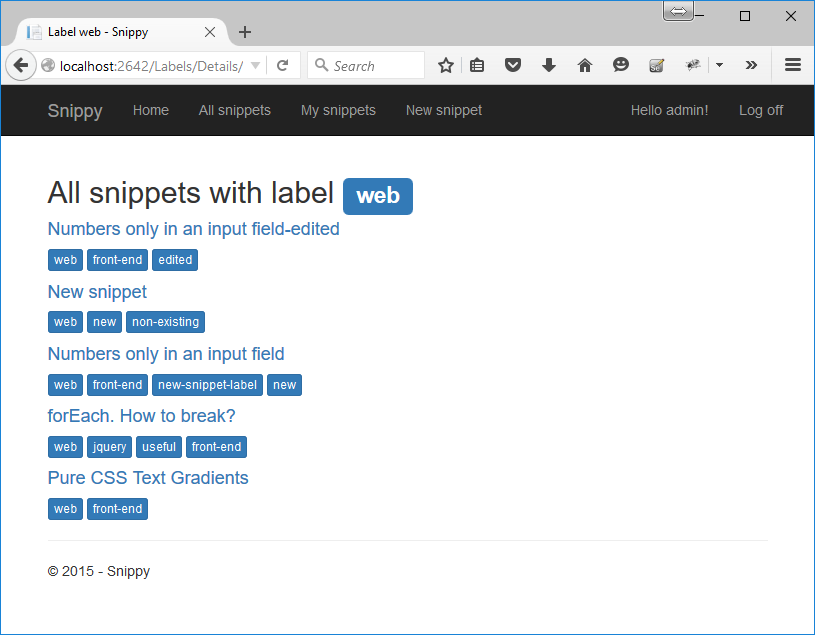 Label web - Snippy
localhost:2642/Labels/Details/ Search
Snippy Home All snippets My snippets New snippet Hello admin! Log off
All snippets with label web
Numbers only in an input field-edited
web front-end edited
New snippet
web new non-existing
Numbers only in an input field
web front-end new-snippet-label new
forEach. How to break?
web jquery useful front-end
Pure CSS Text Gradients
web front-end
© 2015 - Snippy